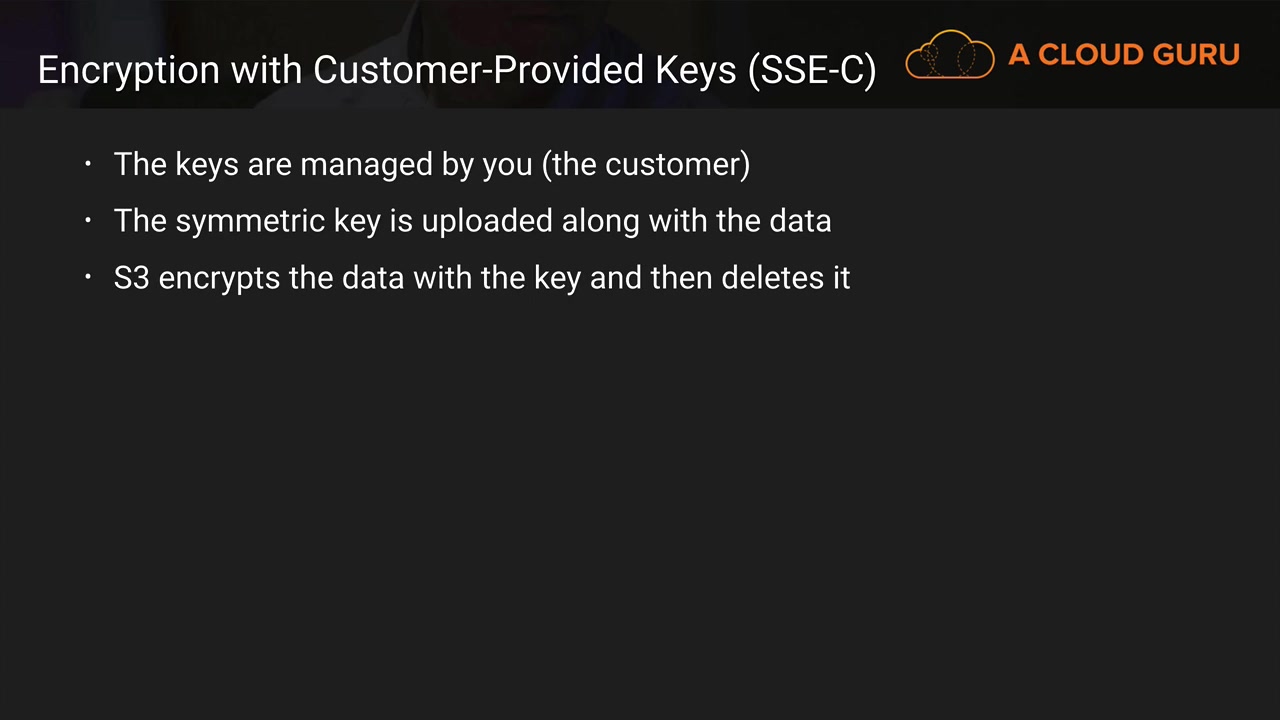 Encryption with Customer-Provided Keys (SSE-C)
A CLOUD GURU
· The keys are managed by you (the customer)
· The symmetric key is uploaded along with the data
· S3 encrypts the data with the key and then deletes it